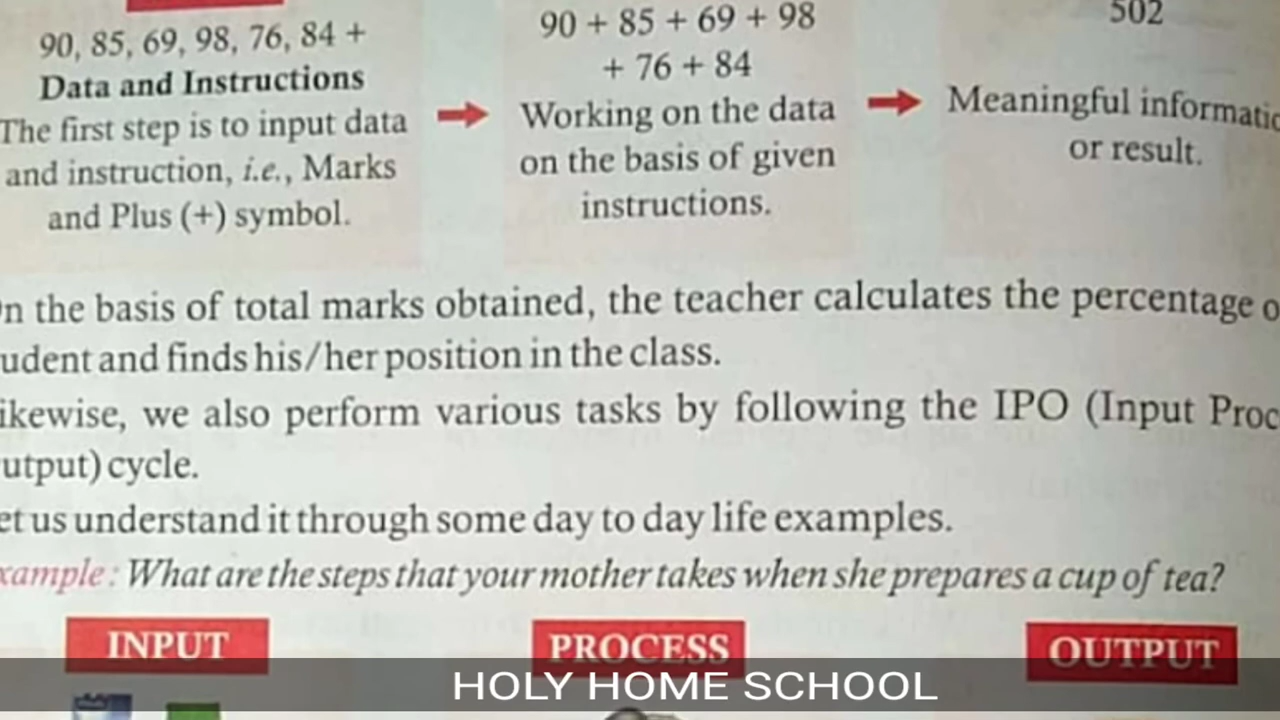 90, 85, 69, 98, 76, 84 +
Data and Instructions
The first step is to input data
and instruction, i.e., Marks
and Plus (+) symbol.
90 + 85 + 69 + 98
+ 76 + 84
Working on the data
on the basis of given
instructions.
502
Meaningful informatic
or result.
n the basis of total marks obtained, the teacher calculates the percentage o
udent and finds his/her position in the class.
ikewise, we also perform various tasks by following the IPO (Input Proc
utput) cycle.
et us understand it through some day to day life examples.
xample : What are the steps that your mother takes when she prepares a cup of tea?
INPUT
PROCESS
OUTPUT
HOLY HOME SCHOOL